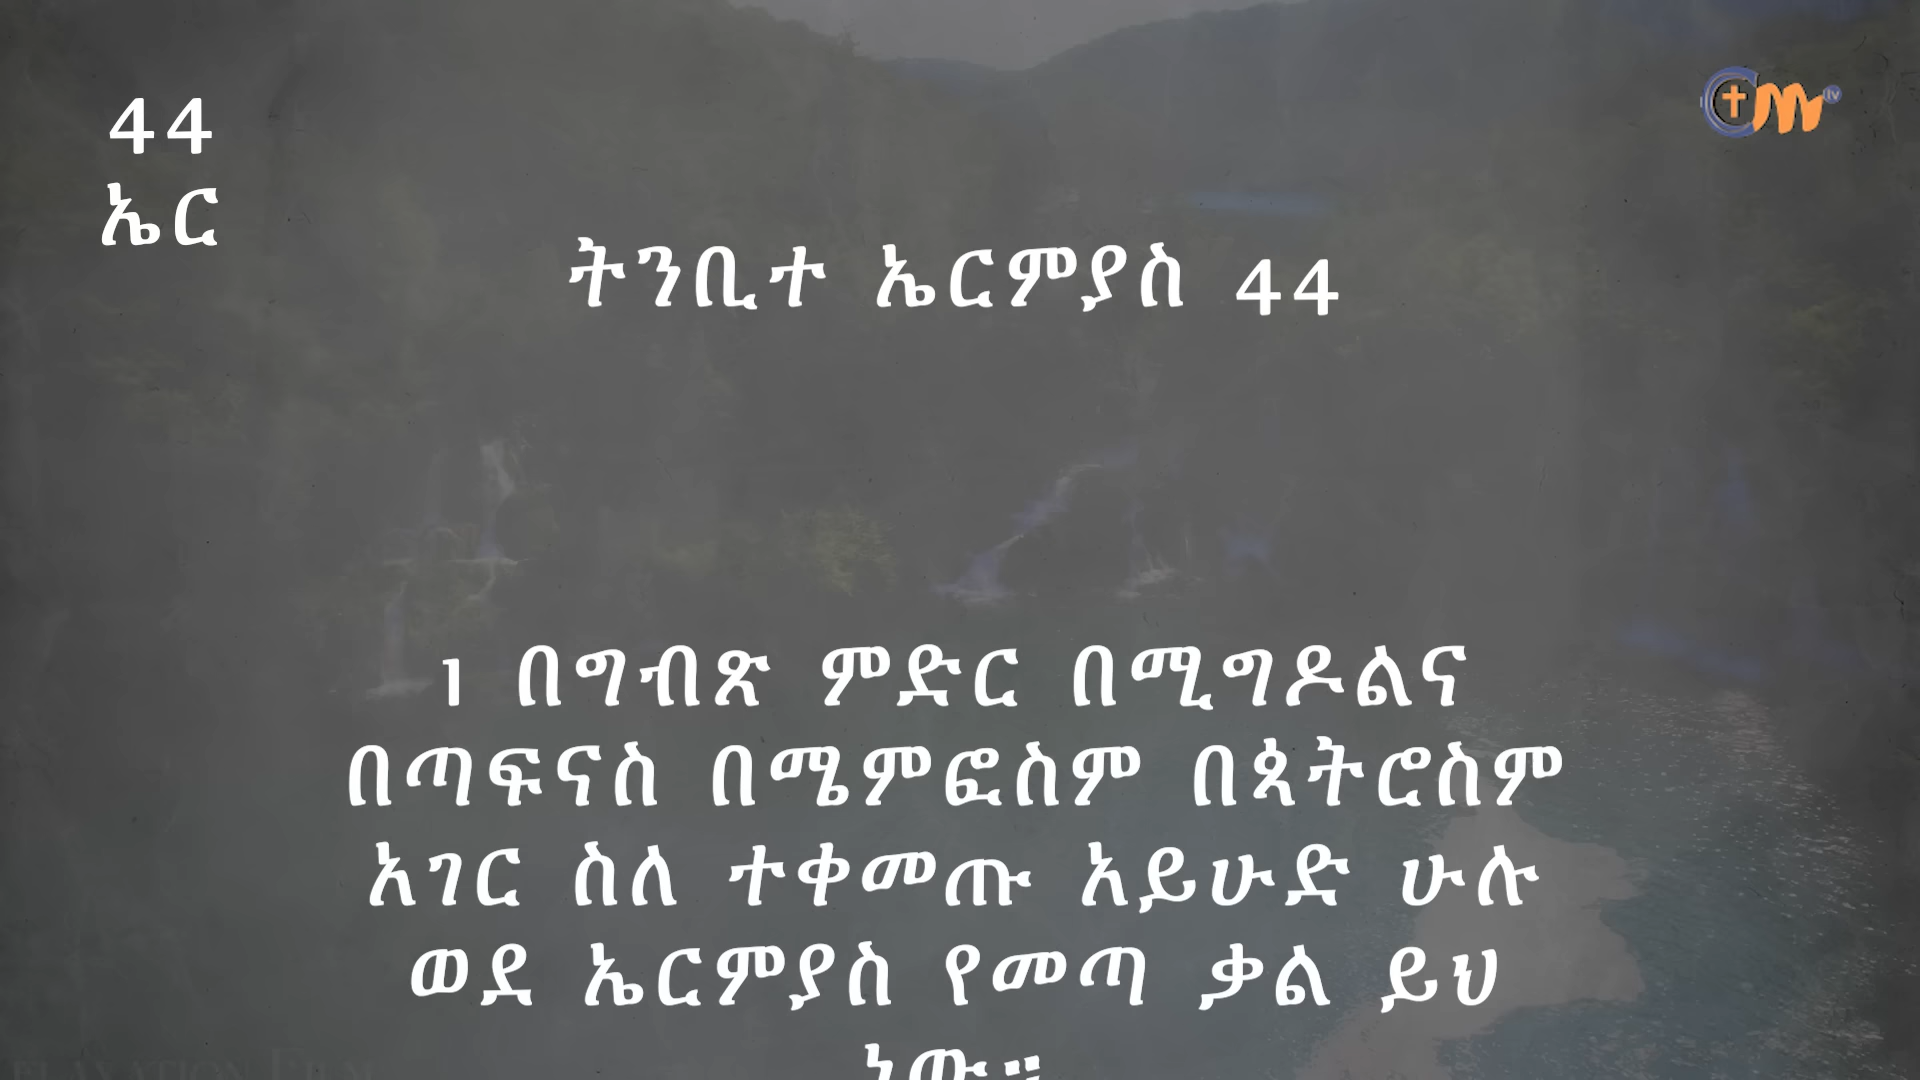 44
ኤር
ትንቢተ ኤርምያስ 44
1 በግብጽ ምድር በሚግዶልና
በጣፍናስ በሜምፎስም በጳትሮስም
አገር ስለ ተቀመጡ አይሁድ ሁሉ
ወደ ኤርምያስ የመጣ ቃል ይህ
ነው።